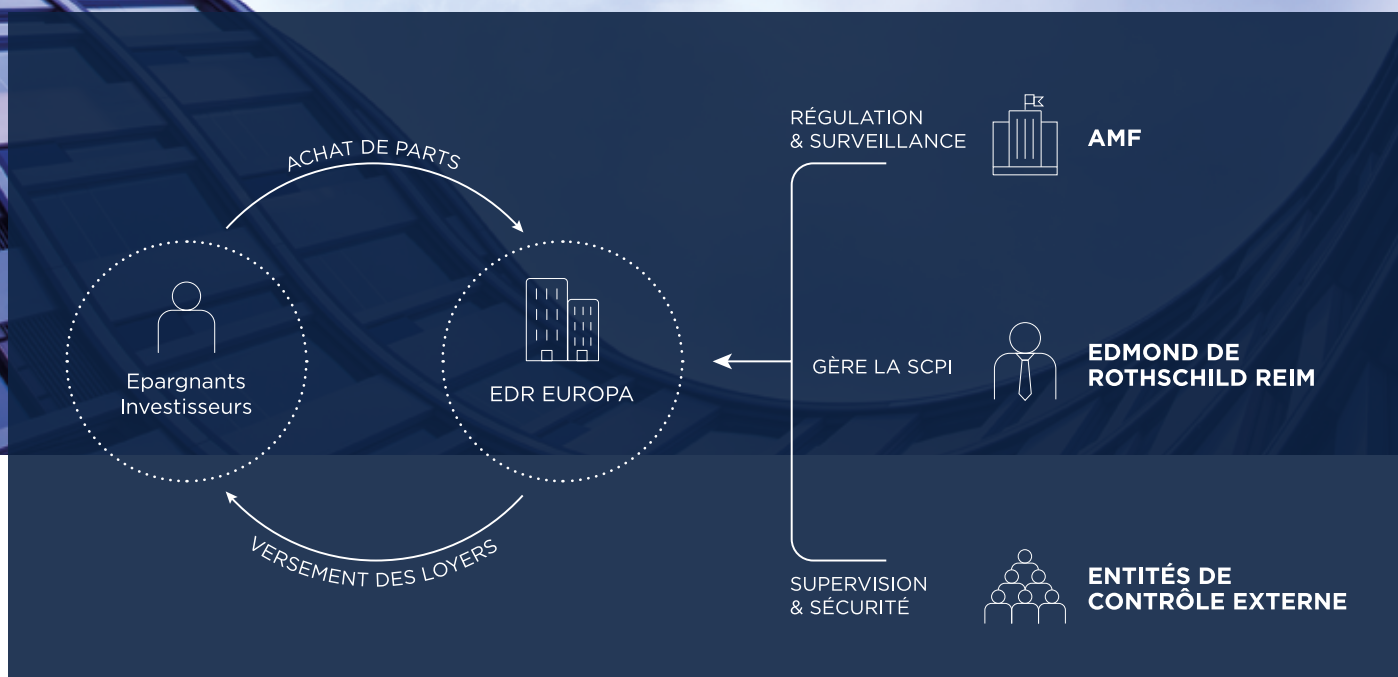 ACHAT DE PARTS
Epargnants
Investisseurs
EDR EUROPA
VERSEMENT DES LOYERS
RÉGULATION
& SURVEILLANCE
AMF
GÈRE LA SCPI
EDMOND DE
ROTHSCHILD REIM
SUPERVISION
& SÉCURITÉ
ENTITÉS DE
CONTRÔLE EXTERNE